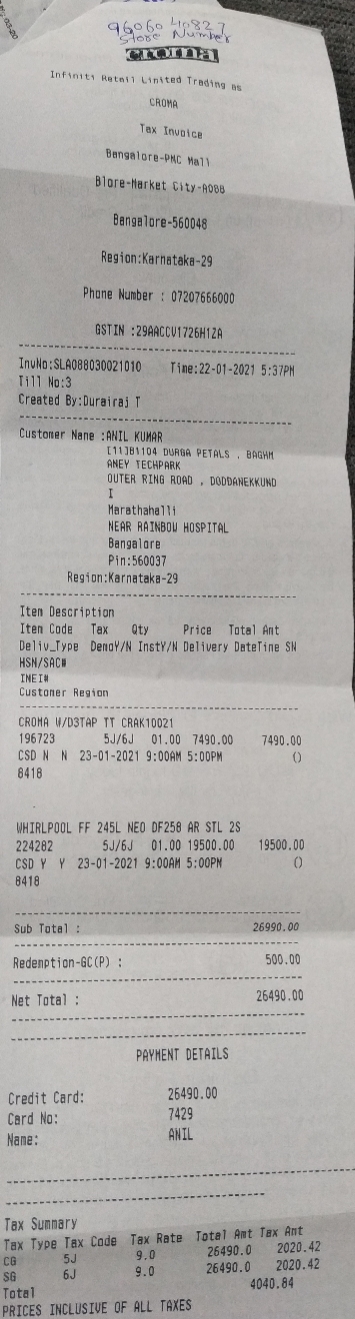 96060 40827
Store Number
croma
Infiniti Retail Limited Trading as
CROMA
Tax Invoice
Bangalore-PMC Mall
Blore-Market City-A088
Bangalore-560048
Region:Karnataka-29
Phone Number : 07207666000
GSTIN :29AACCV1726H1ZA
InvNo:SLA088030021010 Time:22-01-2021 5:37PM
Till No:3
Created By:Durairaj T
Customer Name :ANIL KUMAR
[11]B1104 DURGA PETALS , BAGHM
ANEY TECHPARK
OUTER RING ROAD , DODDANEKKUND
I
Marathahalli
NEAR RAINBOW HOSPITAL
Bangalore
Pin:560037
Region:Karnataka-29
Item Description
Item Code Tax Qty Price Total Amt
Deliv_Type DemoY/N InstY/N Delivery DateTime SN
HSN/SAC#
INEI#
Customer Region
CROMA W/D3TAP TT CRAK10021
196723 5J/6J 01.00 7490.00 7490.00
CSD N N 23-01-2021 9:00AM 5:00PM ()
8418
WHIRLPOOL FF 245L NEO DF258 AR STL 2S
224282 5J/6J 01.00 19500.00 19500.00
CSD Y Y 23-01-2021 9:00AM 5:00PM ()
8418
Sub Total : 26990.00
Redemption-GC(P) : 500.00
Net Total : 26490.00
PAYMENT DETAILS
Credit Card: 26490.00
Card No: 7429
Name: ANIL
Tax Summary
Tax Type Tax Code Tax Rate Total Amt Tax Amt
CG 5J 9.0 26490.0 2020.42
SG 6J 9.0 26490.0 2020.42
Total 4040.84
PRICES INCLUSIVE OF ALL TAXES